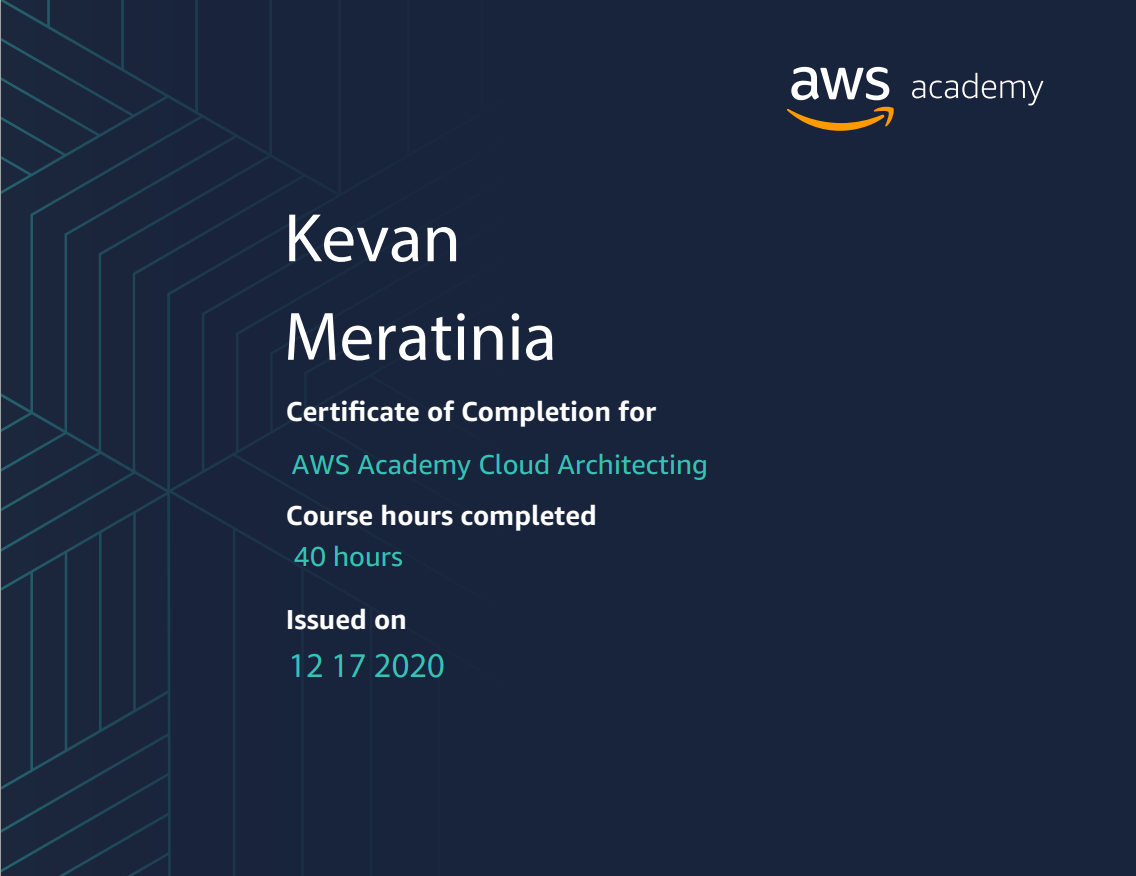 aws academy
Kevan
Meratinia
Certificate of Completion for
AWS Academy Cloud Architecting
Course hours completed
40 hours
Issued on
12 17 2020